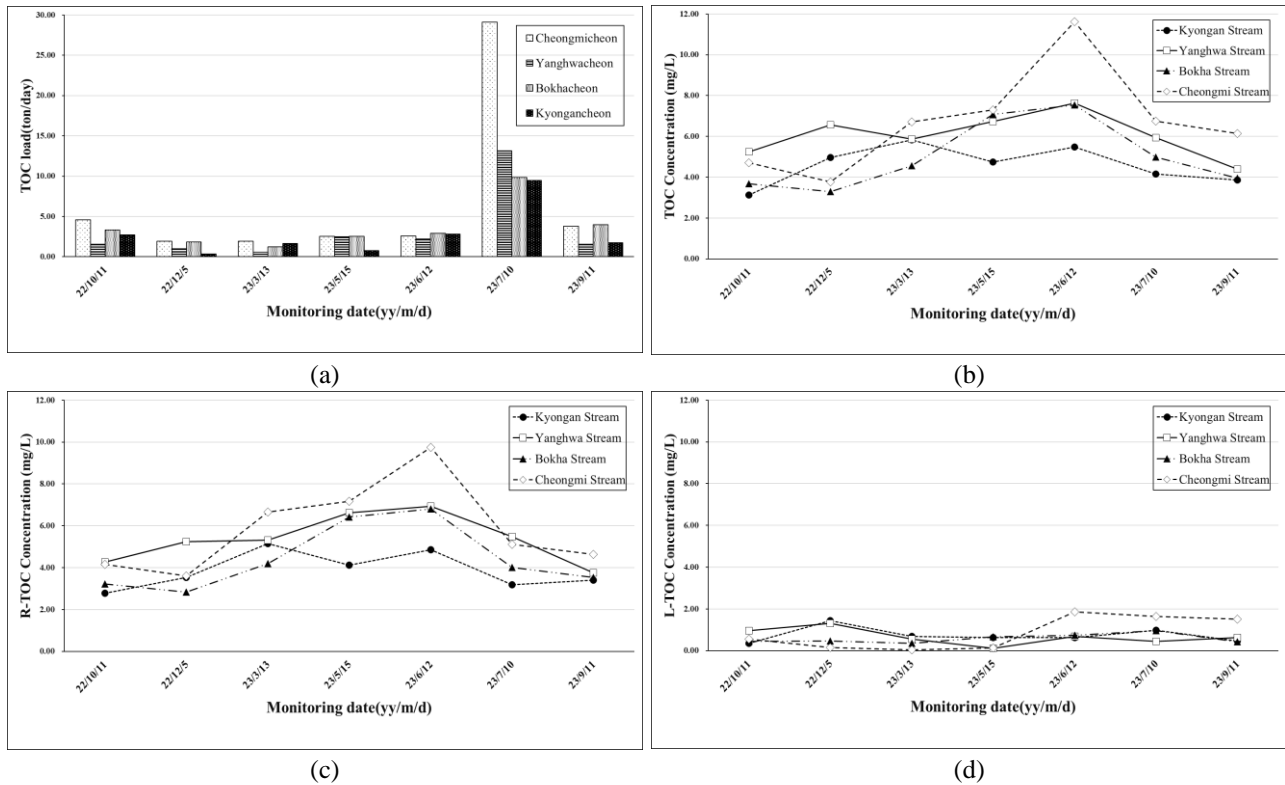 30.00
25.00
20.00
15.00
10.00
5.00
0.00
TOC load(ton/day)
Cheongmicheon
Yanghwacheon
Bokhacheon
Kyongancheon
22/10/11
22/12/5
23/3/13
23/5/15
23/6/12
23/7/10
23/9/11
Monitoring date(yy/m/d)
(a)
12.00
10.00
8.00
6.00
4.00
2.00
0.00
TOC Concentration (mg/L)
Kyongan Stream
Yanghwa Stream
Bokha Stream
Cheongmi Stream
22/10/11
22/12/5
23/3/13
23/5/15
23/6/12
23/7/10
23/9/11
Monitoring date(yy/m/d)
(b)
12.00
10.00
8.00
6.00
4.00
2.00
0.00
R-TOC Concentration (mg/L)
Kyongan Stream
Yanghwa Stream
Bokha Stream
Cheongmi Stream
22/10/11
22/12/5
23/3/13
23/5/15
23/6/12
23/7/10
23/9/11
Monitoring date(yy/m/d)
(c)
12.00
10.00
8.00
6.00
4.00
2.00
0.00
L-TOC Concentration (mg/L)
Kyongan Stream
Yanghwa Stream
Bokha Stream
Cheongmi Stream
22/10/11
22/12/5
23/3/13
23/5/15
23/6/12
23/7/10
23/9/11
Monitoring date(yy/m/d)
(d)